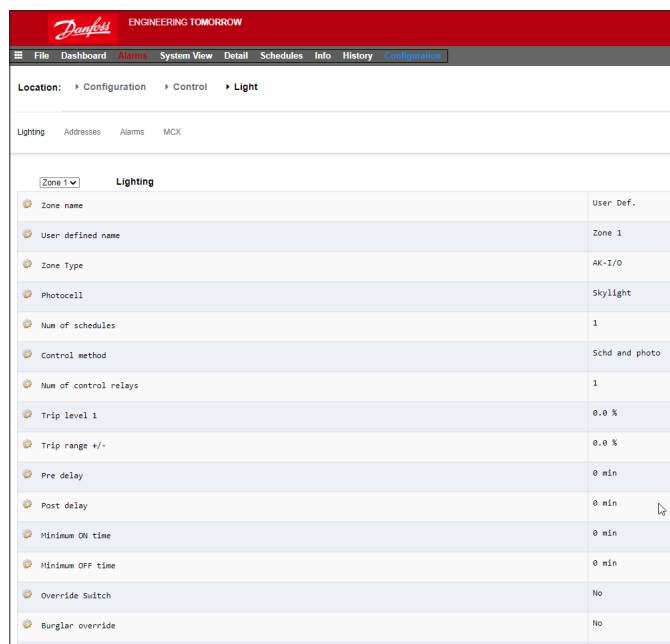 Danfoss ENGINEERING TOMORROW
File Dashboard Alarms System View Detail Schedules Info History Configuration
Location: Configuration Control Light
Lighting Addresses Alarms MCX
Zone 1 Lighting
Zone name User Def.
User defined name Zone 1
Zone Type AK-I/O
Photocell Skylight
Num of schedules 1
Control method Schd and photo
Num of control relays 1
Trip level 1 0.0 %
Trip range +/- 0.0 %
Pre delay 0 min
Post delay 0 min
Minimum ON time 0 min
Minimum OFF time 0 min
Override Switch No
Burglar override No